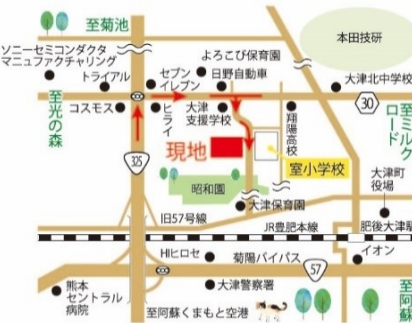 至菊池
本田技研
ソニーセミコンダクタ
マニュファクチャリング
よろこび保育園
トライアル
セブン
イレブン
日野自動車
大津北中学校
至光の森
コスモス
ヒライ
大津
支援学校
翔陽高校
30
至ミルク
ロード
現地
室小学校
325
昭和園
大津町
役場
大津保育園
旧57号線
JR豊肥本線
肥後大津駅
HIヒロセ
菊陽バイパス
57
イオン
熊本
セントラル
病院
大津警察署
至阿蘇くまもと空港
至阿蘇